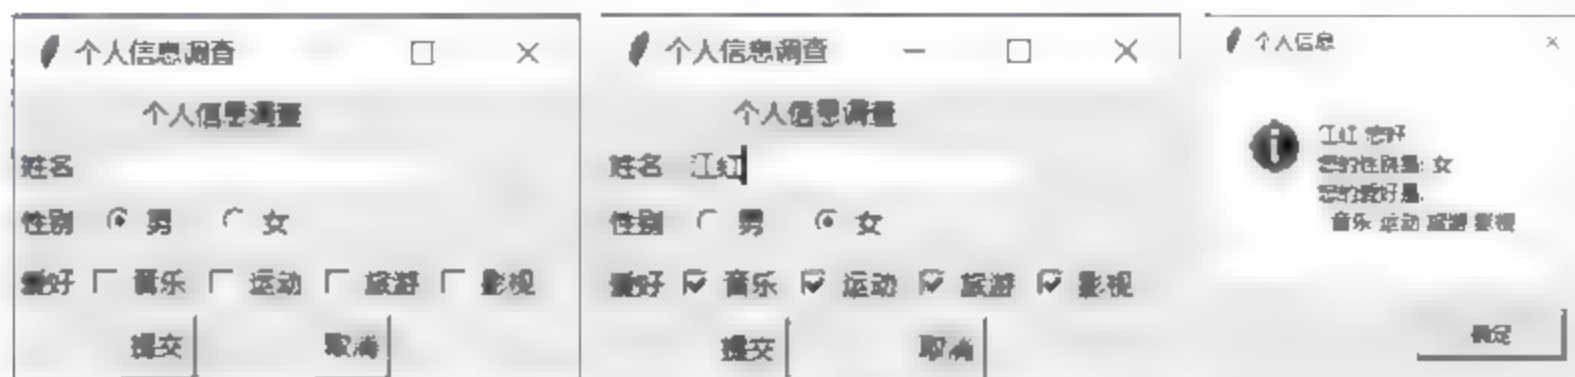 个人信息调查
个人信息调查
姓名
性别 男 女
爱好 音乐 运动 旅游 影视
提交 取消
个人信息调查
个人信息调查
姓名 江红
性别 男 女
爱好 音乐 运动 旅游 影视
提交 取消
个人信息
江红 您好
您的性别是: 女
您的爱好是:
音乐 运动 旅游 影视
确定